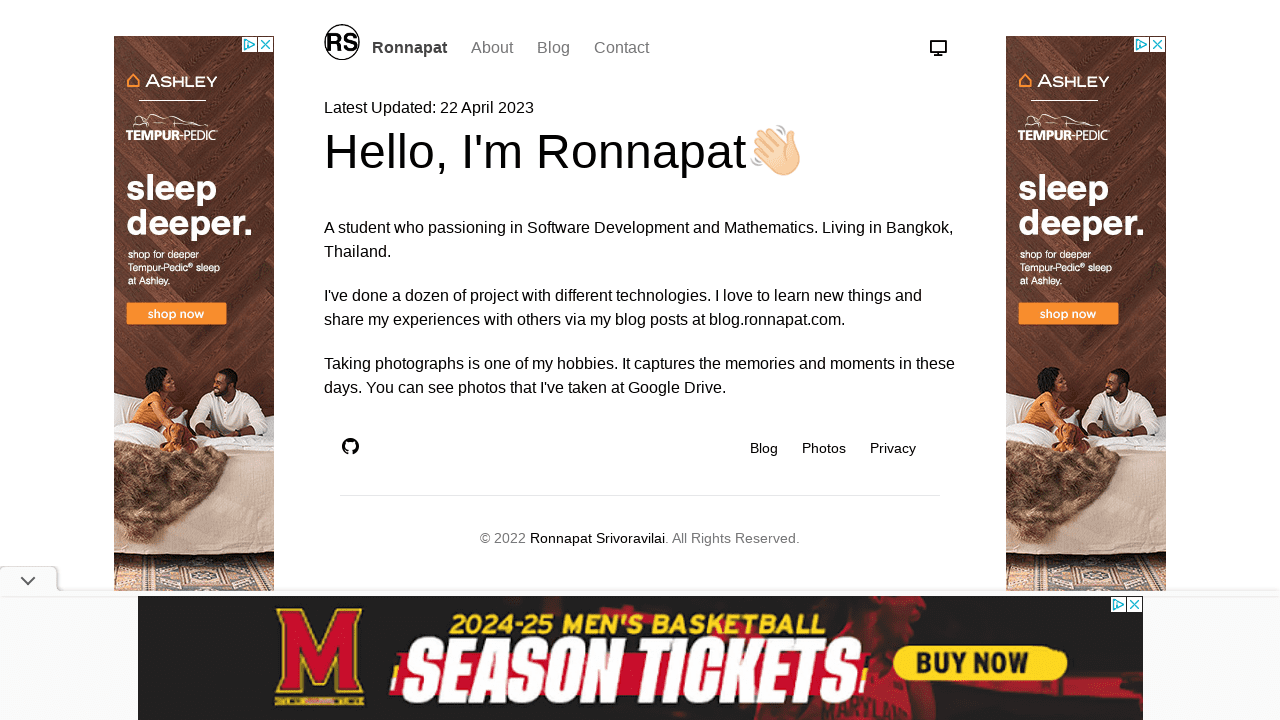 RS
Ronnapat About Blog Contact
Latest Updated: 22 April 2023
Hello, I'm Ronnapat👋🏻
A student who passioning in Software Development and Mathematics. Living in Bangkok,
Thailand.
I've done a dozen of project with different technologies. I love to learn new things and
share my experiences with others via my blog posts at blog.ronnapat.com.
Taking photographs is one of my hobbies. It captures the memories and moments in these
days. You can see photos that I've taken at Google Drive.
Blog Photos Privacy
© 2022 Ronnapat Srivoravilai. All Rights Reserved.
ASHLEY
TEMPUR-PEDIC
sleep
deeper.
shop for deeper
Tempur-Pedic® sleep
at Ashley.
shop now
ASHLEY
TEMPUR-PEDIC
sleep
deeper.
shop for deeper
Tempur-Pedic® sleep
at Ashley.
shop now
M
2024-25 MEN'S BASKETBALL
SEASON TICKETS
BUY NOW
MARYLAND